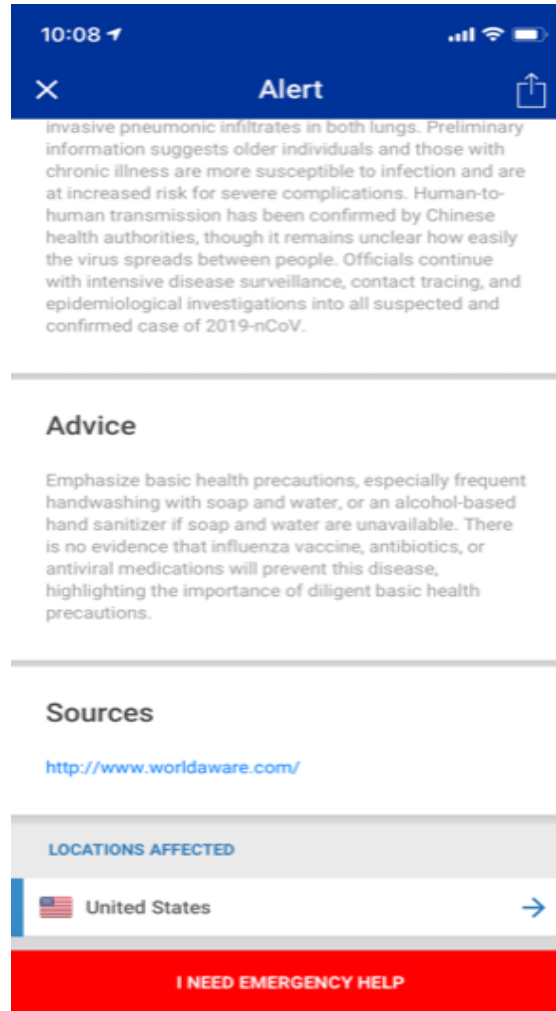 10:08
Alert
invasive pneumonic infiltrates in both lungs. Preliminary
information suggests older individuals and those with
chronic illness are more susceptible to infection and are
at increased risk for severe complications. Human-to-
human transmission has been confirmed by Chinese
health authorities, though it remains unclear how easily
the virus spreads between people. Officials continue
with intensive disease surveillance, contact tracing, and
epidemiological investigations into all suspected and
confirmed case of 2019-nCoV.
Advice
Emphasize basic health precautions, especially frequent
handwashing with soap and water, or an alcohol-based
hand sanitizer if soap and water are unavailable. There
is no evidence that influenza vaccine, antibiotics, or
antiviral medications will prevent this disease,
highlighting the importance of diligent basic health
precautions.
Sources
http://www.worldaware.com/
LOCATIONS AFFECTED
United States
I NEED EMERGENCY HELP